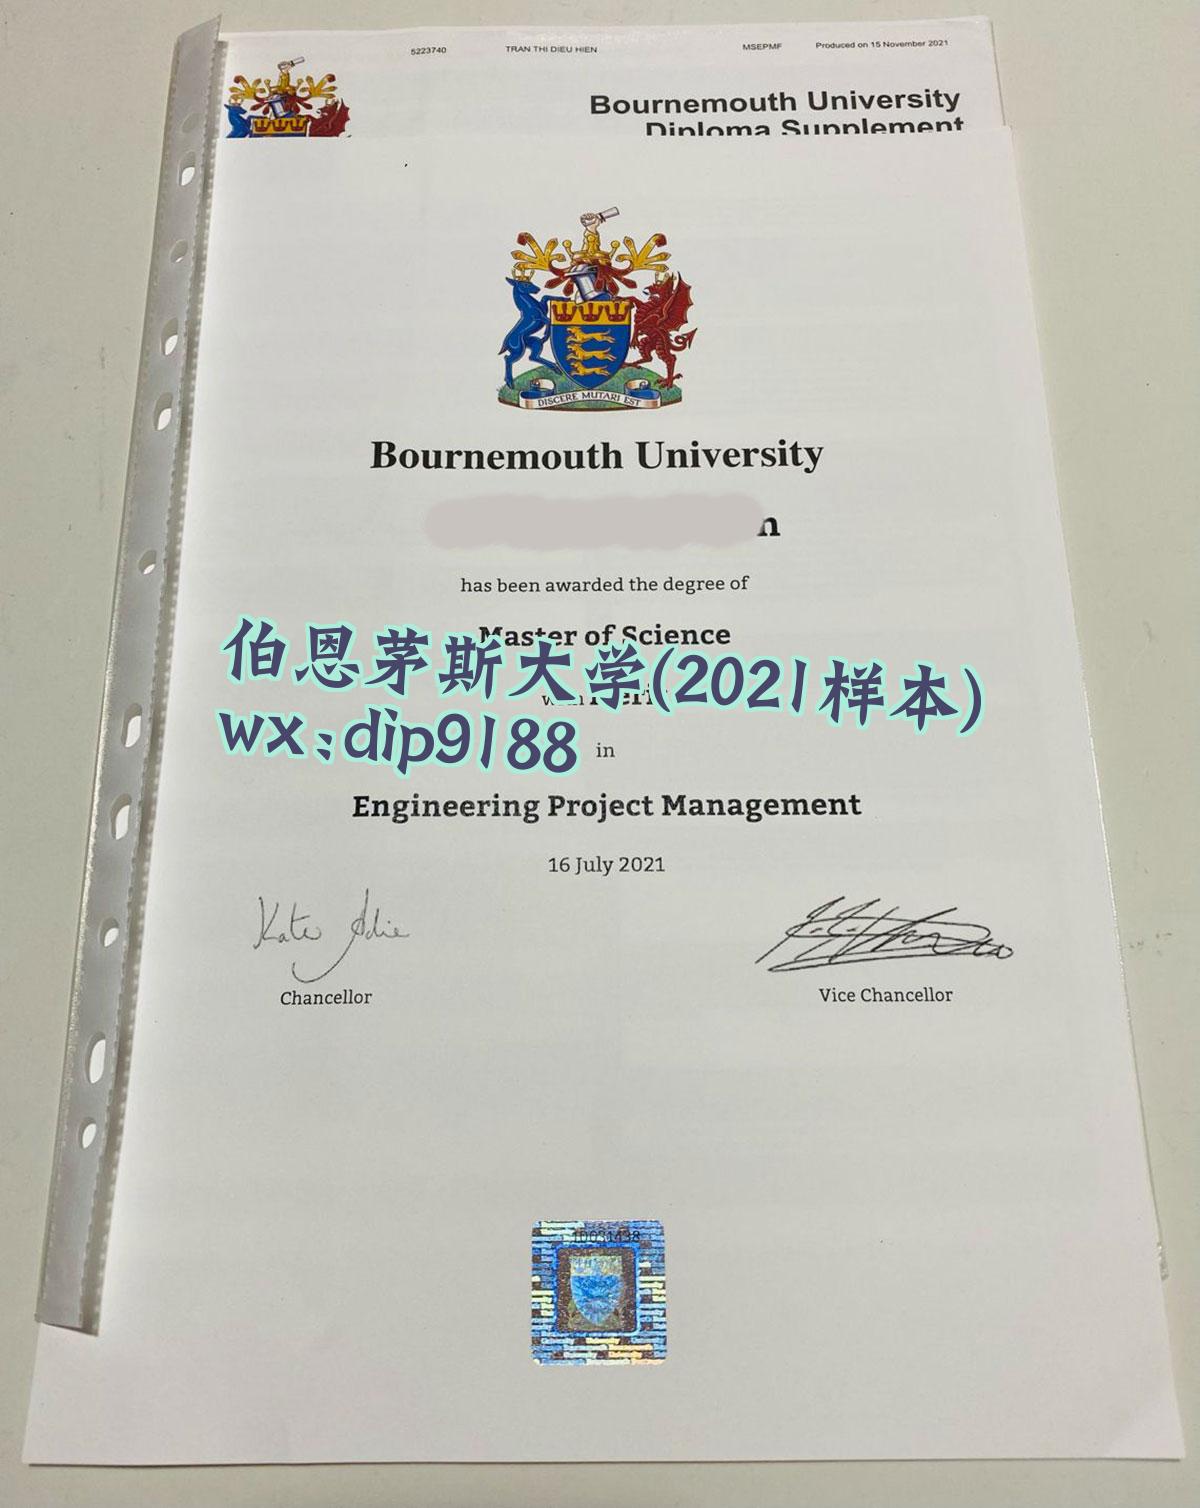 5223740 TRAN THI DIEU HIEN MSEPMF Produced on 15 November 2021
Bournemouth University
Diploma Supplement
DISCERE MUTARI EST
Bournemouth University
n
has been awarded the degree of
Master of Science
伯恩茅斯大学(2021样本)
wx:dip9188
in
Engineering Project Management
16 July 2021
Kate Adie
Chancellor
Vice Chancellor